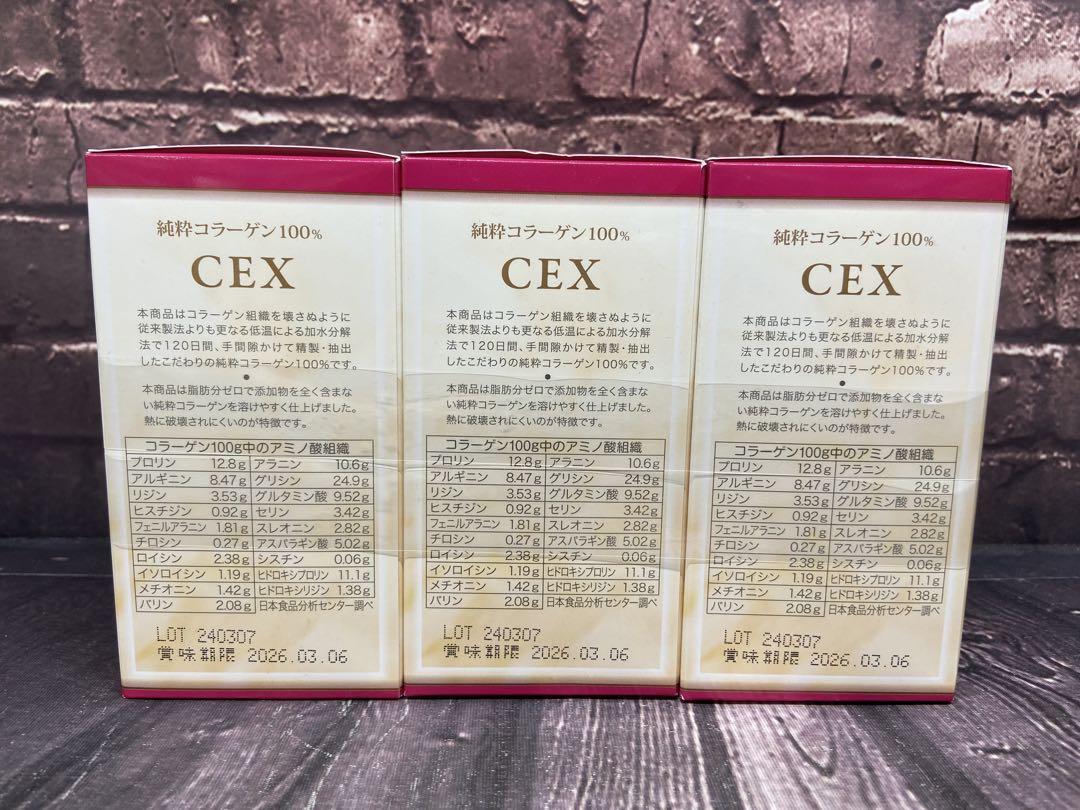 純粋コラーゲン100%
CEX
本商品はコラーゲン組織を壊さぬように
従来製法よりも更なる低温による加水分解
法で120日間、手間隙かけて精製・抽出
したこだわりの純粋コラーゲン100%です。
●
本商品は脂肪分ゼロで添加物を全く含まな
い純粋コラーゲンを溶けやすく仕上げました。
熱に破壊されにくいのが特徴です。
コラーゲン100g中のアミノ酸組織
プロリン 12.8g アラニン 10.6g
アルギニン 8.47g グリシン 24.9g
リジン 3.53g グルタミン酸 9.52g
ヒスチジン 0.92g セリン 3.42g
フェニルアラニン 1.81g スレオニン 2.82g
チロシン 0.27g アスパラギン酸 5.02g
ロイシン 2.38g シスチン 0.06g
イソロイシン 1.19g ヒドロキシプロリン 11.1g
メチオニン 1.42g ヒドロキシリジン 1.38g
バリン 2.08g 日本食品分析センター調べ
LOT 240307
賞味期限 2026.03.06
純粋コラーゲン100%
CEX
本商品はコラーゲン組織を壊さぬように
従来製法よりも更なる低温による加水分解
法で120日間、手間隙かけて精製・抽出
したこだわりの純粋コラーゲン100%です。
●
本商品は脂肪分ゼロで添加物を全く含まな
い純粋コラーゲンを溶けやすく仕上げました。
熱に破壊されにくいのが特徴です。
コラーゲン100g中のアミノ酸組織
プロリン 12.8g アラニン 10.6g
アルギニン 8.47g グリシン 24.9g
リジン 3.53g グルタミン酸 9.52g
ヒスチジン 0.92g セリン 3.42g
フェニルアラニン 1.81g スレオニン 2.82g
チロシン 0.27g アスパラギン酸 5.02g
ロイシン 2.38g シスチン 0.06g
イソロイシン 1.19g ヒドロキシプロリン 11.1g
メチオニン 1.42g ヒドロキシリジン 1.38g
バリン 2.08g 日本食品分析センター調べ
LOT 240307
賞味期限 2026.03.06
純粋コラーゲン100%
CEX
本商品はコラーゲン組織を壊さぬように
従来製法よりも更なる低温による加水分解
法で120日間、手間隙かけて精製・抽出
したこだわりの純粋コラーゲン100%です。
●
本商品は脂肪分ゼロで添加物を全く含まな
い純粋コラーゲンを溶けやすく仕上げました。
熱に破壊されにくいのが特徴です。
コラーゲン100g中のアミノ酸組織
プロリン 12.8g アラニン 10.6g
アルギニン 8.47g グリシン 24.9g
リジン 3.53g グルタミン酸 9.52g
ヒスチジン 0.92g セリン 3.42g
フェニルアラニン 1.81g スレオニン 2.82g
チロシン 0.27g アスパラギン酸 5.02g
ロイシン 2.38g シスチン 0.06g
イソロイシン 1.19g ヒドロキシプロリン 11.1g
メチオニン 1.42g ヒドロキシリジン 1.38g
バリン 2.08g 日本食品分析センター調べ
LOT 240307
賞味期限 2026.03.06